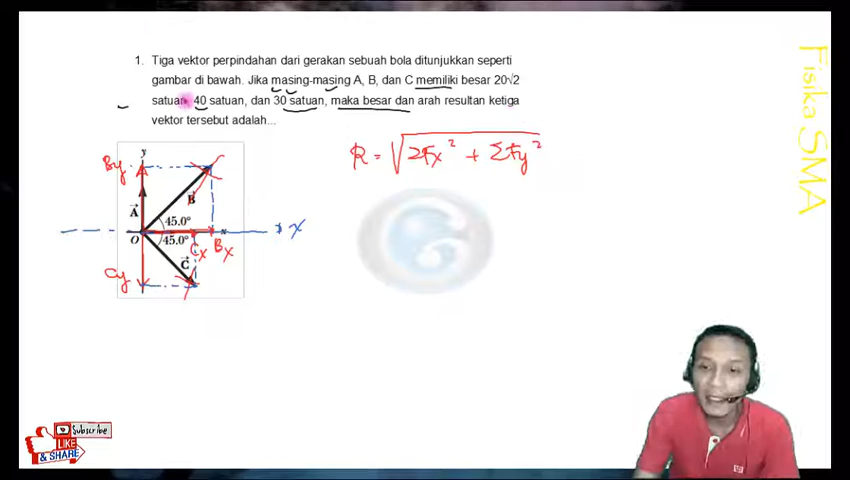 1. Tiga vektor perpindahan dari gerakan sebuah bola ditunjukkan seperti
gambar di bawah. Jika masing-masing A, B, dan C memiliki besar 20√2
satuan, 40 satuan, dan 30 satuan, maka besar dan arah resultan ketiga
vektor tersebut adalah...
R = √ΣFx² + ΣFy²
y
By
A
B
45.0°
O
x
x
45.0°
Cx
Bx
C
Cy
Fisika SMA
Subscribe
LIKE
& SHARE